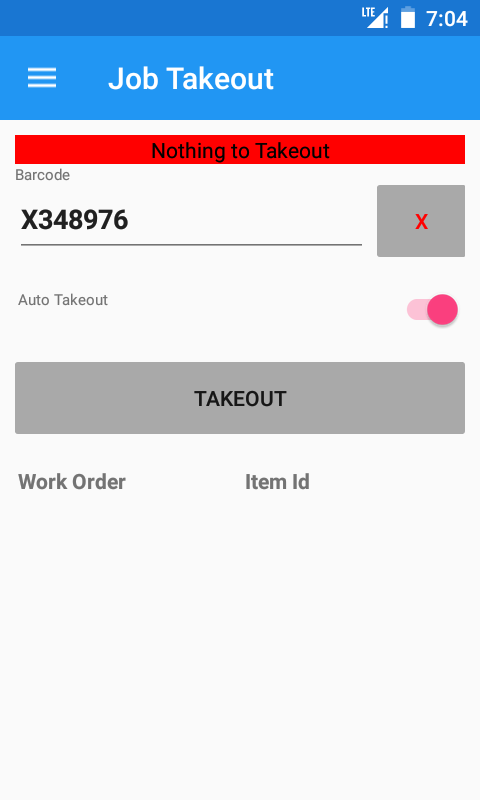 LTE 7:04
Job Takeout
Nothing to Takeout
Barcode
X348976
X
Auto Takeout
TAKEOUT
Work Order Item Id